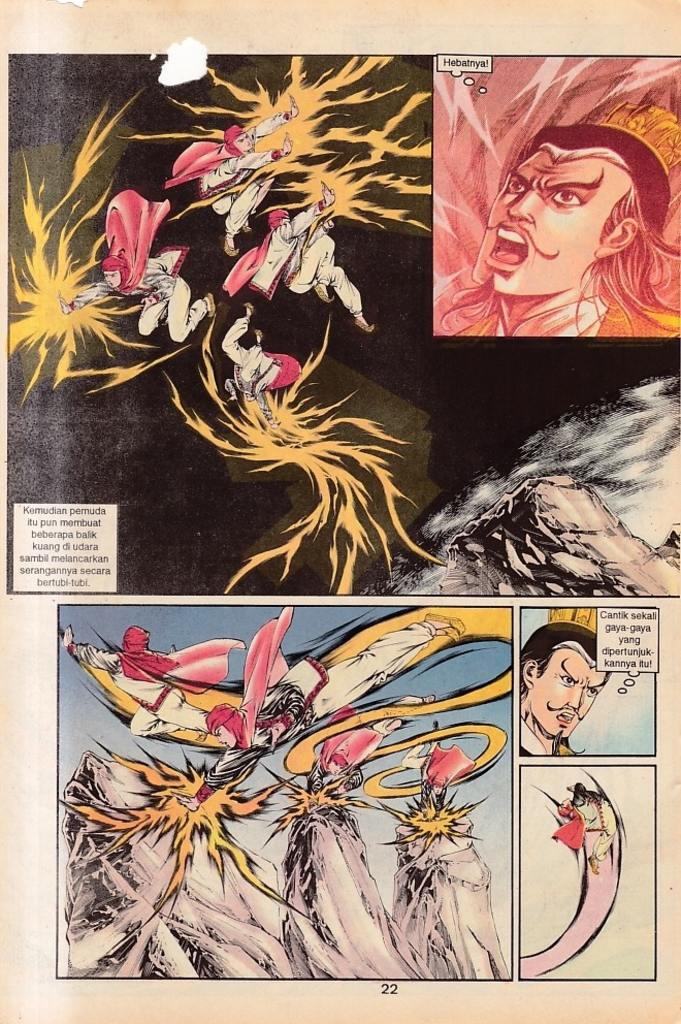 Hebatnya!
Kemudian pemuda
itu pun membuat
beberapa balik
kuang di udara
sambil melancarkan
serangannya secara
bertubi-tubi.
Cantik sekali
gaya-gaya
yang
dipertunjuk-
kannya itu!
22